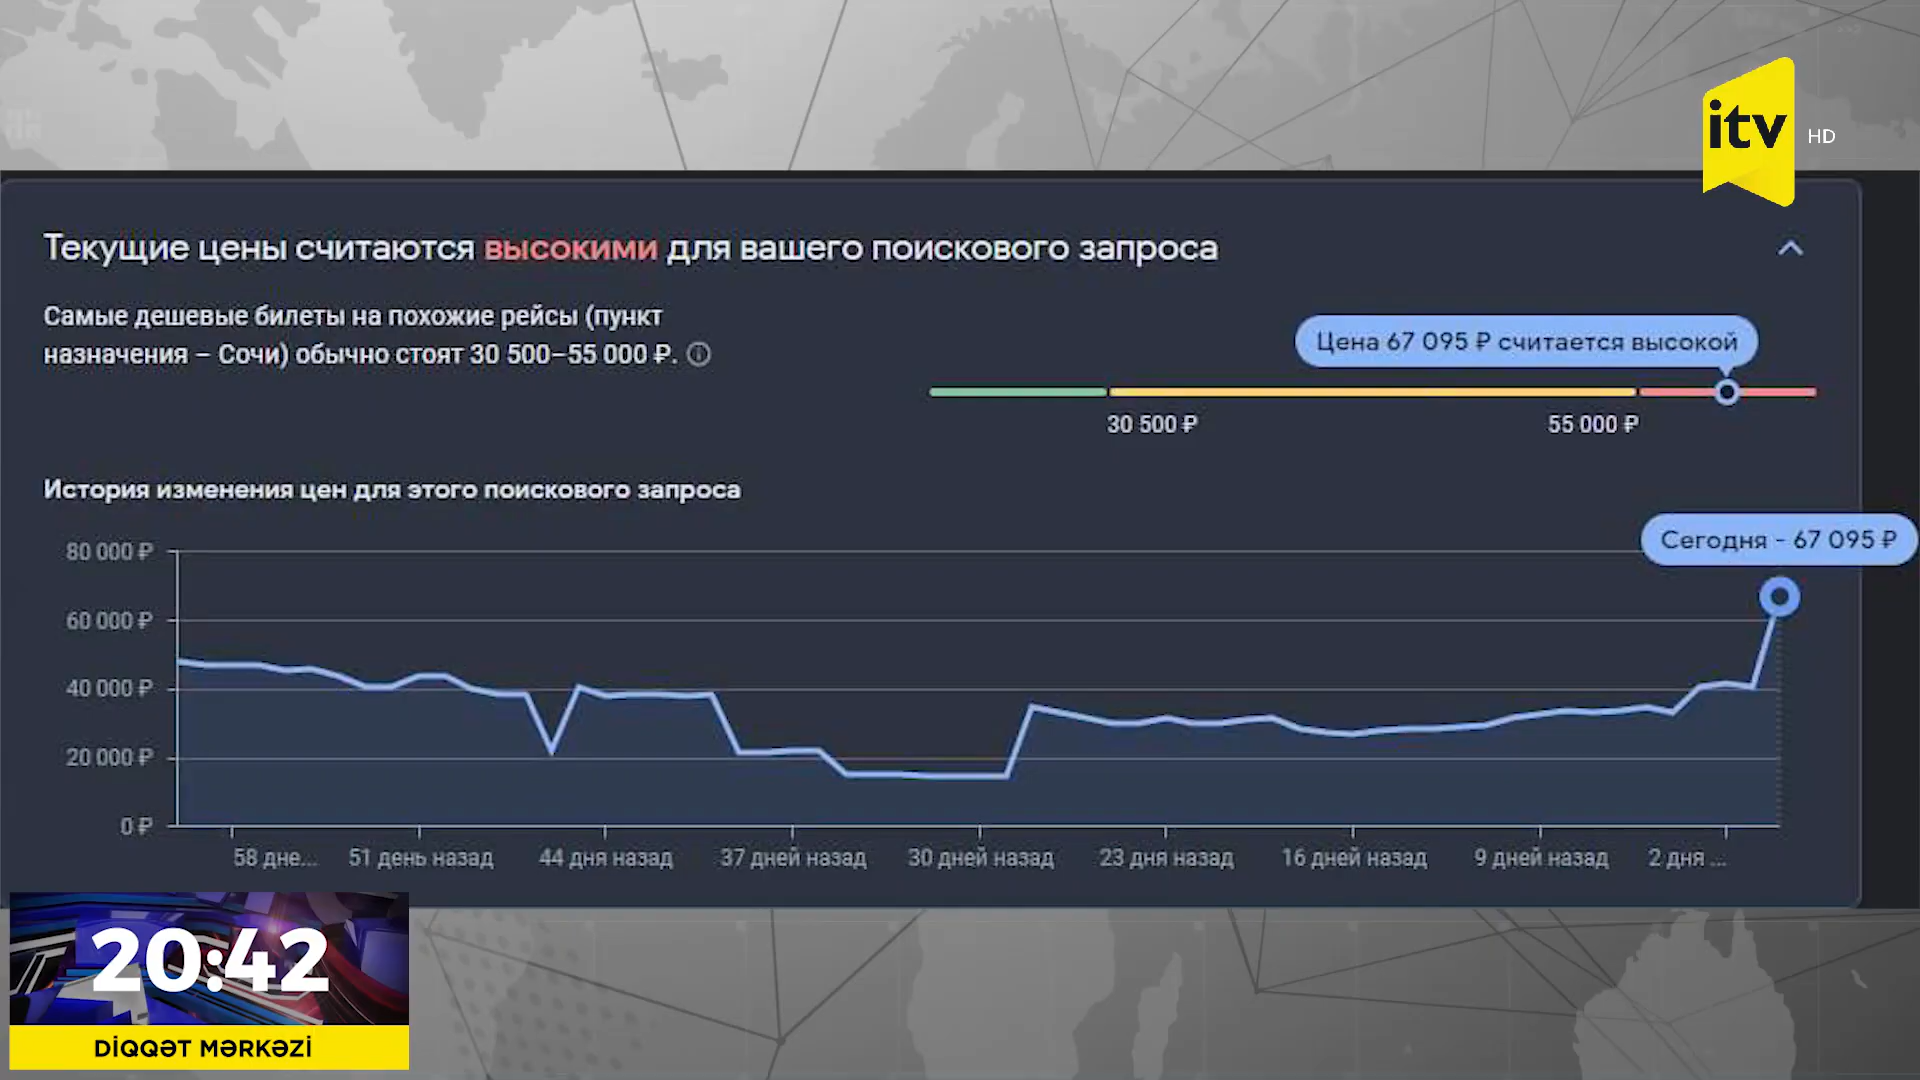 itv HD
Текущие цены считаются высокими для вашего поискового запроса
Самые дешевые билеты на похожие рейсы (пункт
назначения – Сочи) обычно стоят 30 500–55 000 ₽.
Цена 67 095 ₽ считается высокой
30 500 ₽ 55 000 ₽
История изменения цен для этого поискового запроса
Сегодня - 67 095 ₽
80 000 ₽
60 000 ₽
40 000 ₽
20 000 ₽
0 ₽
58 дне... 51 день назад 44 дня назад 37 дней назад 30 дней назад 23 дня назад 16 дней назад 9 дней назад 2 дня ...
20:42
DİQQƏT MƏRKƏZİ